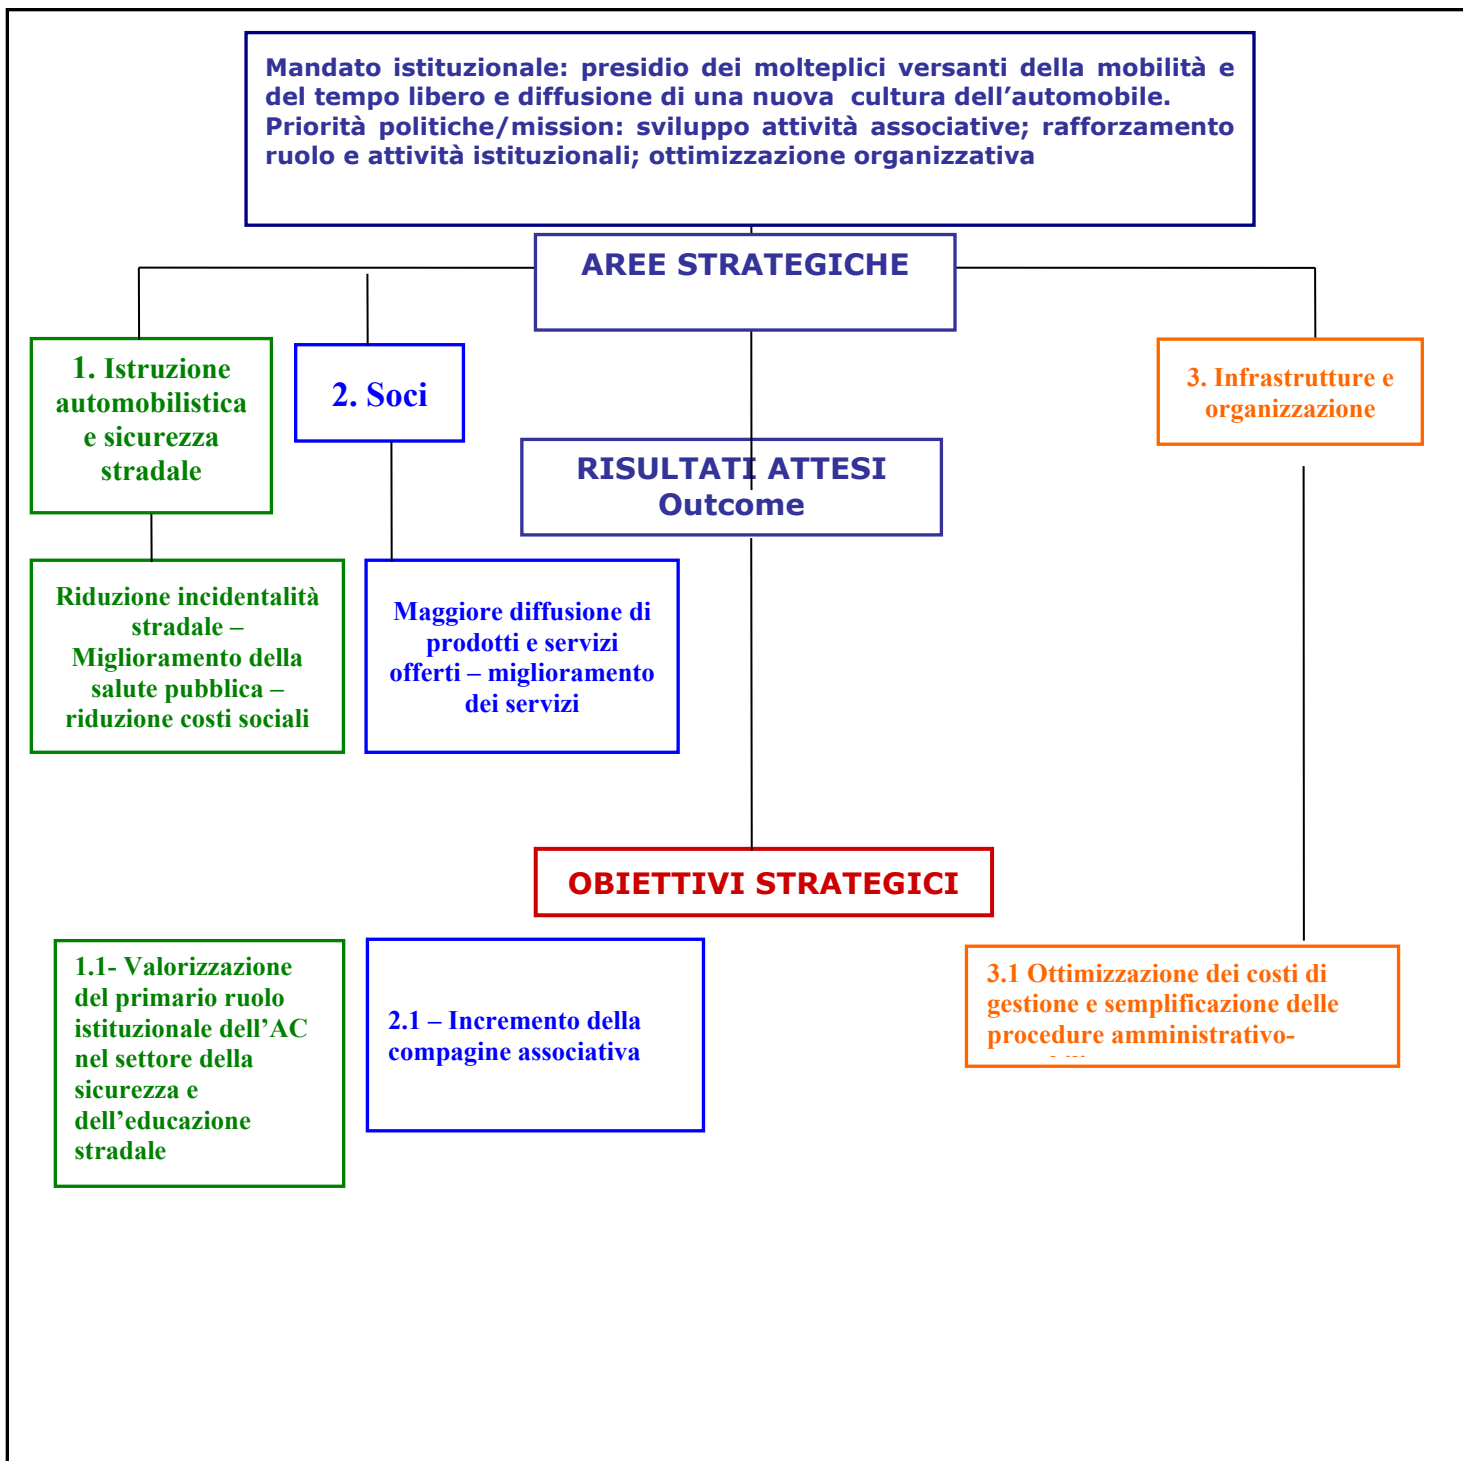 Mandato istituzionale: presidio dei molteplici versanti della mobilità e
del tempo libero e diffusione di una nuova cultura dell'automobile.
Priorità politiche/mission: sviluppo attività associative; rafforzamento
ruolo e attività istituzionali; ottimizzazione organizzativa
AREE STRATEGICHE
1. Istruzione
automobilistica
e sicurezza
stradale
2. Soci
3. Infrastrutture e
organizzazione
RISULTATI ATTESI
Outcome
Riduzione incidentalità
stradale –
Miglioramento della
salute pubblica –
riduzione costi sociali
Maggiore diffusione di
prodotti e servizi
offerti – miglioramento
dei servizi
OBIETTIVI STRATEGICI
1.1- Valorizzazione
del primario ruolo
istituzionale dell'AC
nel settore della
sicurezza e
dell'educazione
stradale
2.1 – Incremento della
compagine associativa
3.1 Ottimizzazione dei costi di
gestione e semplificazione delle
procedure amministrativo-